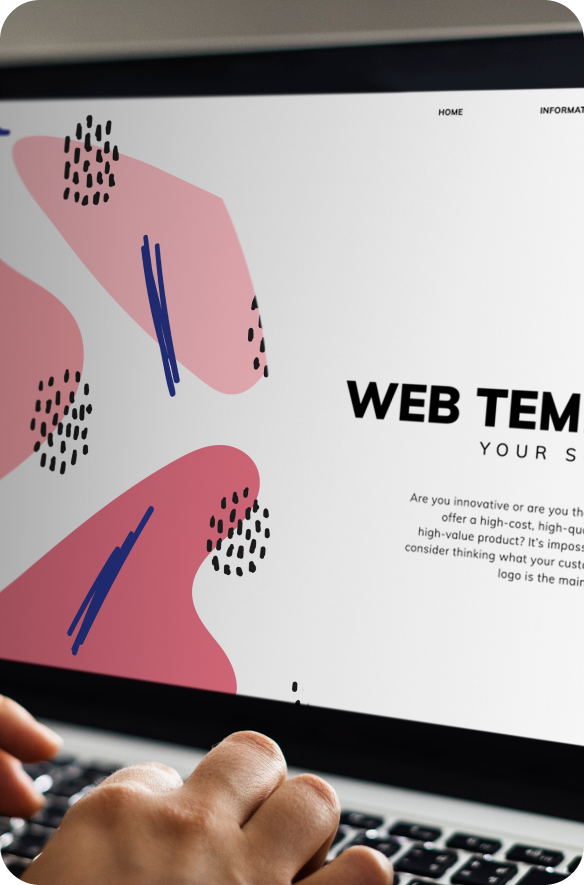 HOME INFORMAT
WEB TEM
YOUR S
Are you innovative or are you th
offer a high-cost, high-qu
high-value product? It's imposs
consider thinking what your cust
logo is the main